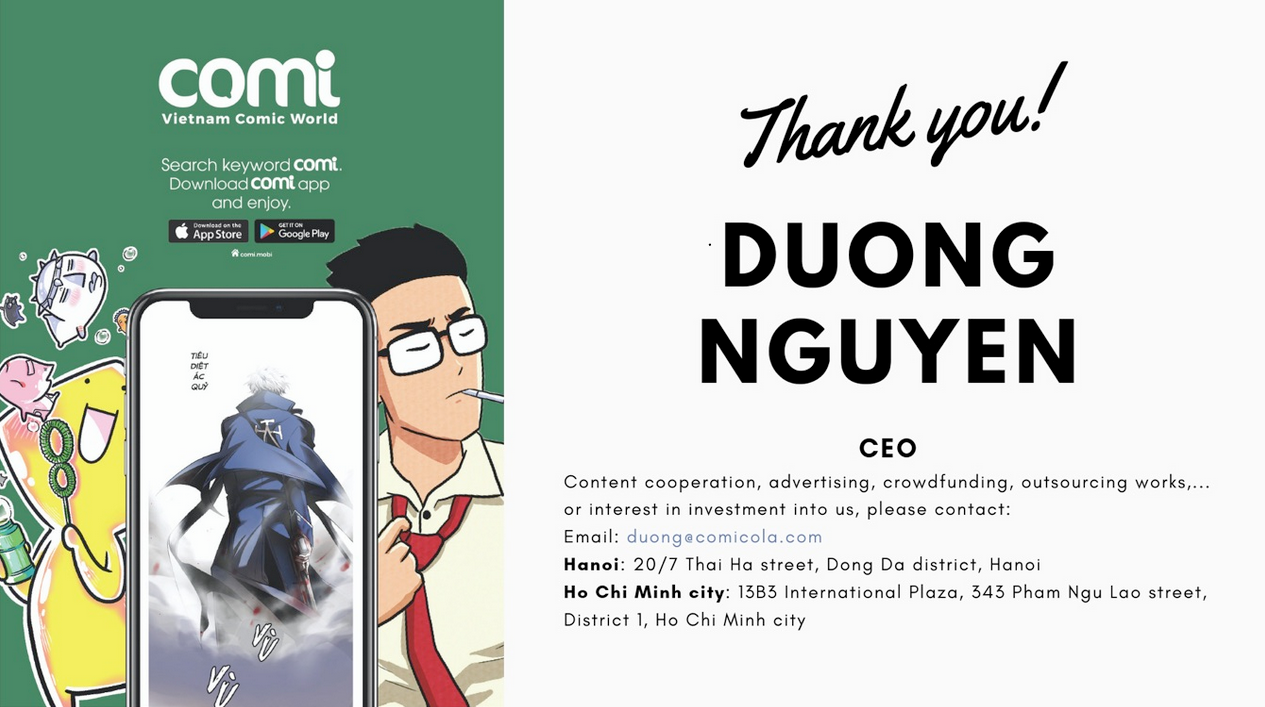 comi
Vietnam Comic World
Search keyword comi.
Download comi app
and enjoy.
Download on the
App Store
GET IT ON
Google Play
comi.mobi
TIÊU
DIỆT
ÁC
QUỶ
VÙ
VÙ
Thank you!
DUONG
NGUYEN
CEO
Content cooperation, advertising, crowdfunding, outsourcing works,...
or interest in investment into us, please contact:
Email: duong@comicola.com
Hanoi: 20/7 Thai Ha street, Dong Da district, Hanoi
Ho Chi Minh city: 13B3 International Plaza, 343 Pham Ngu Lao street,
District 1, Ho Chi Minh city